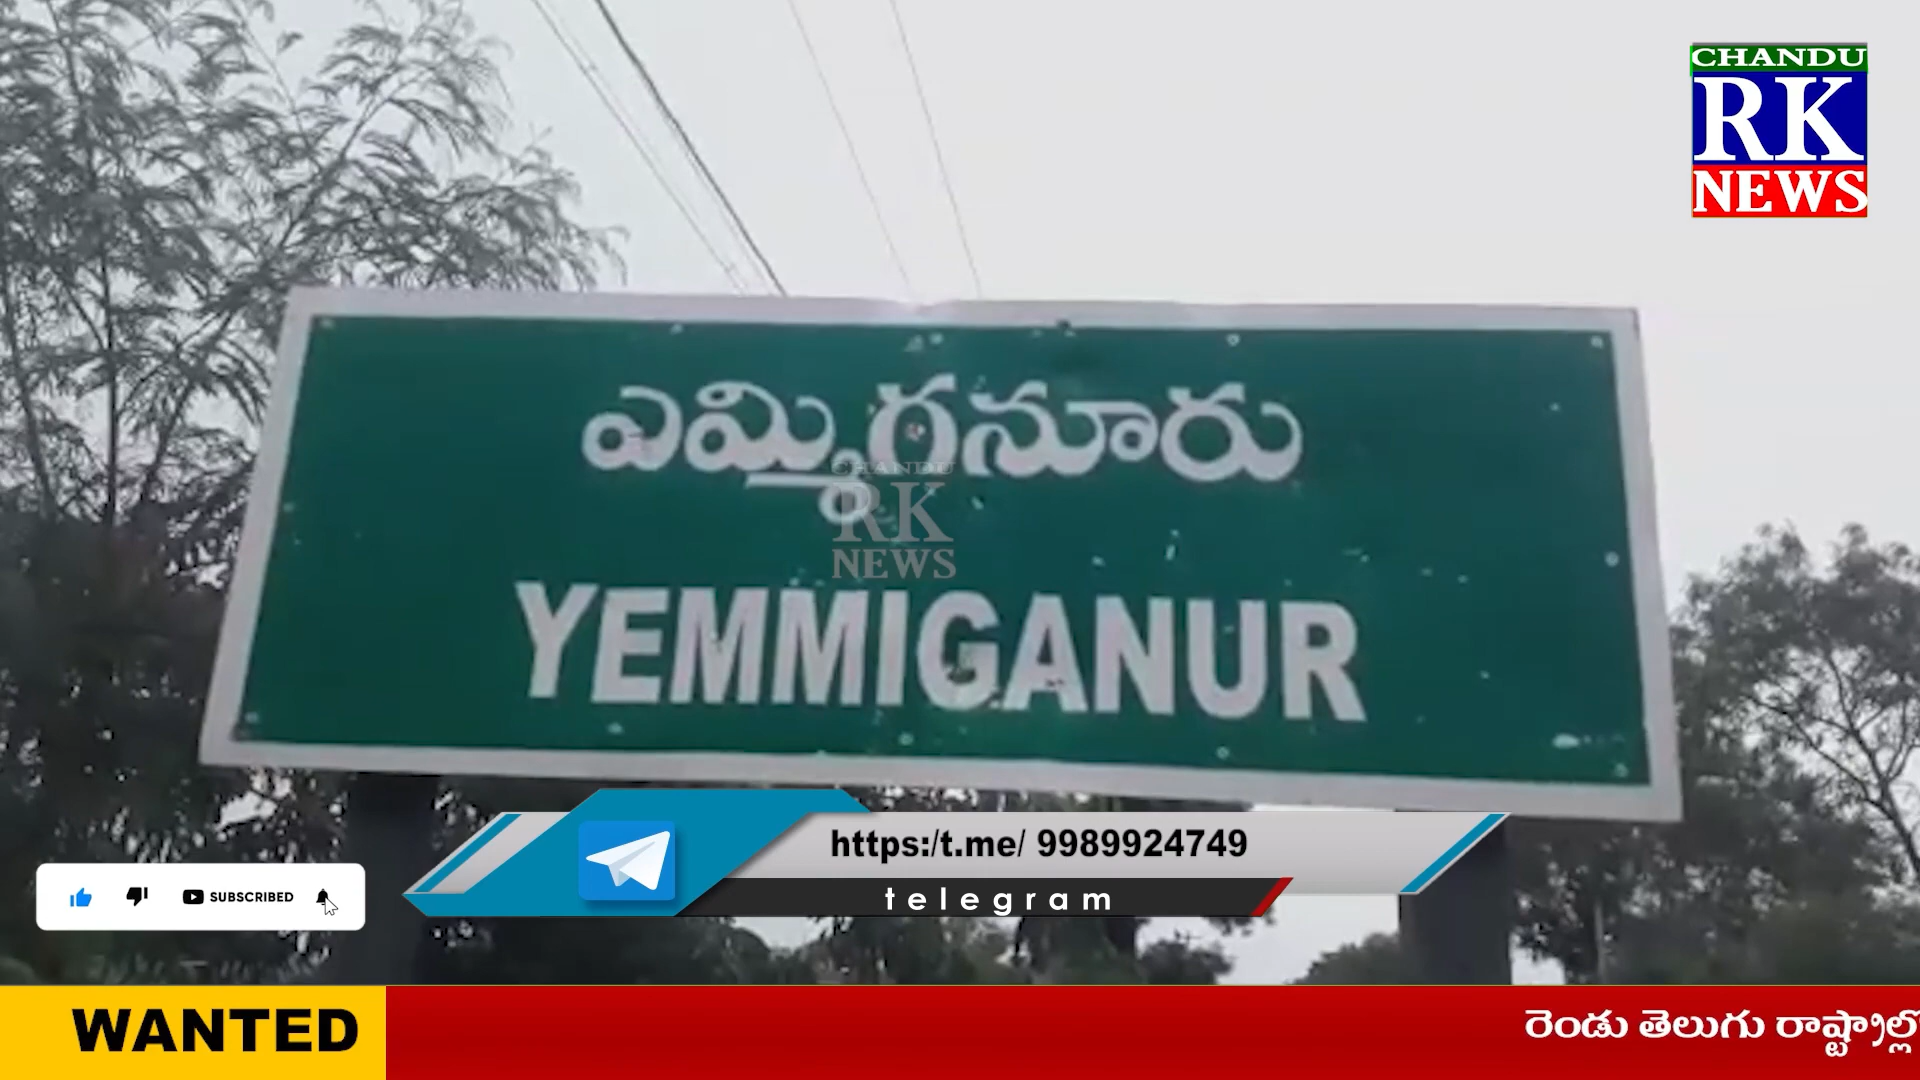 CHANDU
RK
NEWS
ఎమ్మిగనూరు
CHANDU
RK
NEWS
YEMMIGANUR
https:/t.me/ 9989924749
telegram
SUBSCRIBED
WANTED
రెండు తెలుగు రాష్ట్రాల్లో